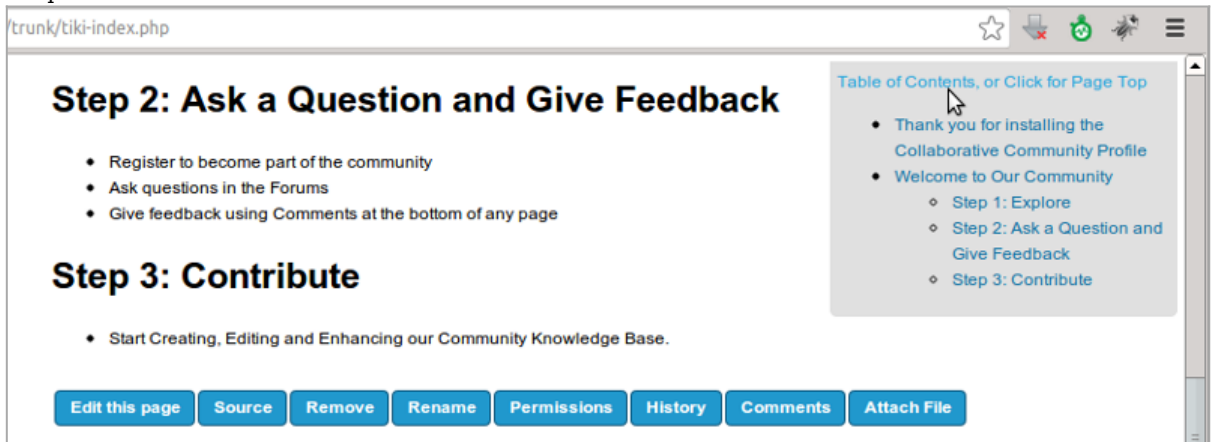 /trunk/tiki-index.php
Step 2: Ask a Question and Give Feedback
Register to become part of the community
Ask questions in the Forums
Give feedback using Comments at the bottom of any page
Step 3: Contribute
Start Creating, Editing and Enhancing our Community Knowledge Base.
Edit this page Source Remove Rename Permissions History Comments Attach File
Table of Contents, or Click for Page Top
Thank you for installing the
Collaborative Community Profile
Welcome to Our Community
Step 1: Explore
Step 2: Ask a Question and
Give Feedback
Step 3: Contribute